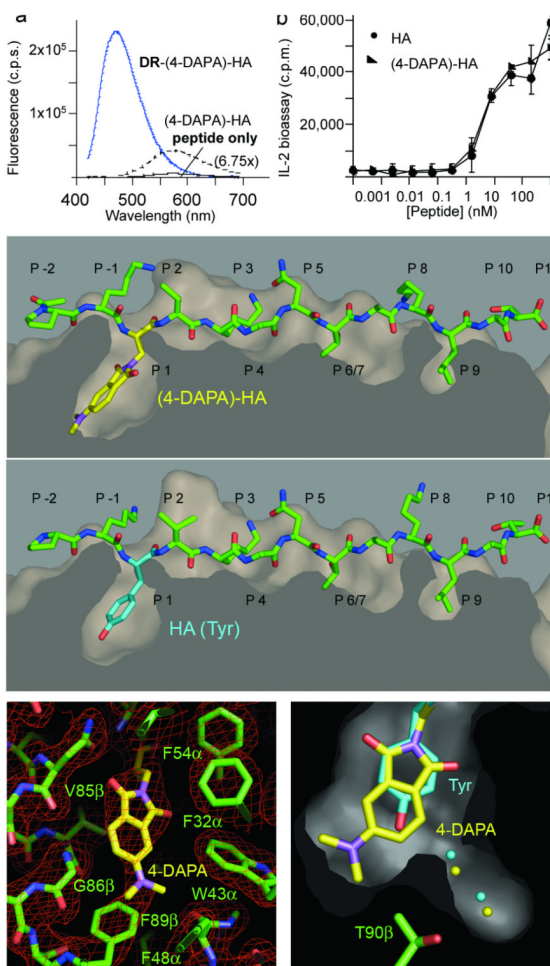 a
Fluorescence (c.p.s.)
2x10⁵
1x10⁵
0
DR-(4-DAPA)-HA
(4-DAPA)-HA
peptide only
(6.75x)
400 500 600 700
Wavelength (nm)
b
IL-2 bioassay (c.p.m.)
60,000
40,000
20,000
HA
(4-DAPA)-HA
0.001 0.01 0.1 1 10 100
[Peptide] (nM)
P -2 P -1 P 2 P 3 P 5 P 8 P 10 P1
P 1 P 4 P 6/7 P 9
(4-DAPA)-HA
P -2 P -1 P 2 P 3 P 5 P 8 P 10 P1
P 1 P 4 P 6/7 P 9
HA (Tyr)
F54α
V85β
F32α
4-DAPA
G86β
W43α
F89β
F48α
Tyr
4-DAPA
T90β